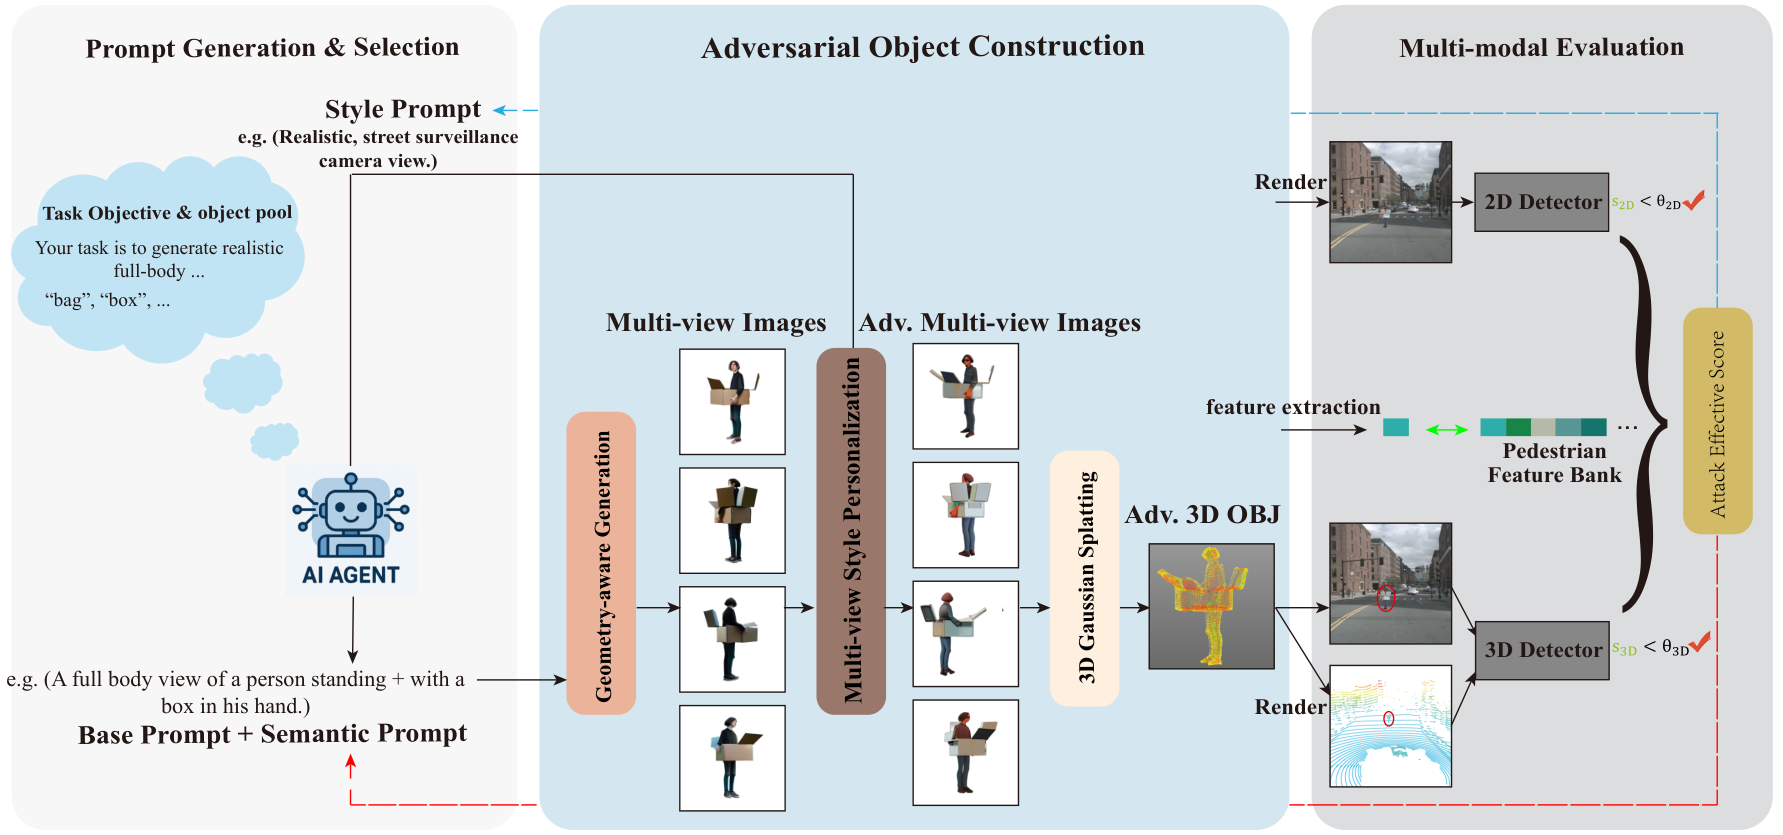 Prompt Generation & Selection
Style Prompt
e.g. (Realistic, street surveillance
camera view.)
Task Objective & object pool
Your task is to generate realistic
full-body ...
“bag”, “box”, ...
AI AGENT
e.g. (A full body view of a person standing + with a
box in his hand.)
Base Prompt + Semantic Prompt
Adversarial Object Construction
Geometry-aware Generation
Multi-view Images
Multi-view Style Personalization
Adv. Multi-view Images
3D Gaussian Splatting
Adv. 3D OBJ
Multi-modal Evaluation
Render
2D Detector
s2D < θ2D
feature extraction
...
Pedestrian
Feature Bank
3D Detector
s3D < θ3D
Render
Attack Effective Score